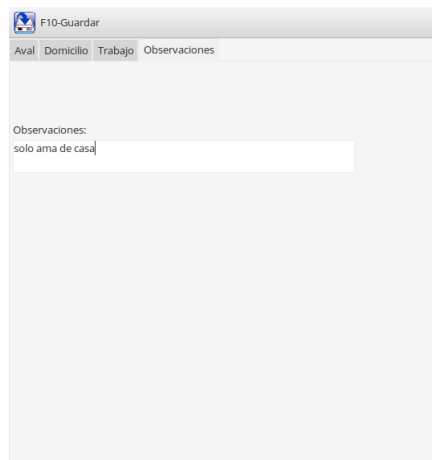 F10-Guardar
Aval Domicilio Trabajo Observaciones
Observaciones:
solo ama de casa